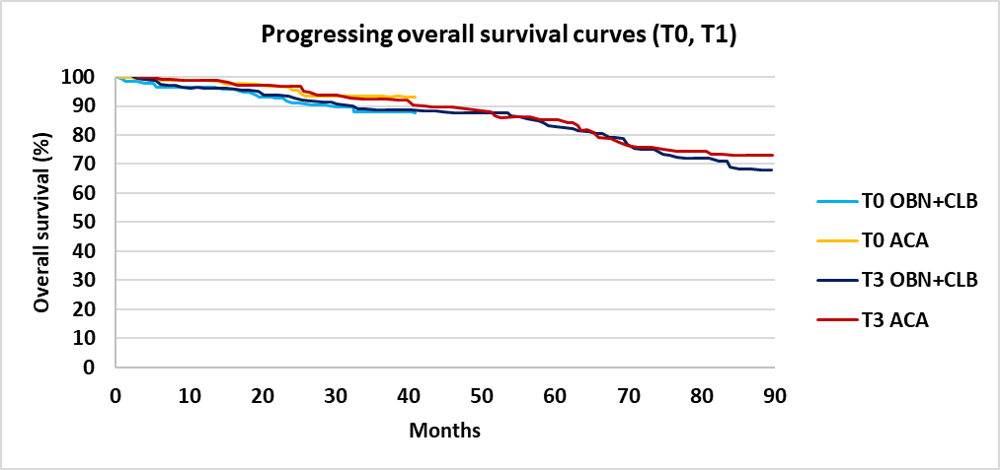 Progressing overall survival curves (T0, T1)
Overall survival (%)
100
90
80
70
60
50
40
30
20
10
0
0 10 20 30 40 50 60 70 80 90
Months
T0 OBN+CLB
T0 ACA
T3 OBN+CLB
T3 ACA